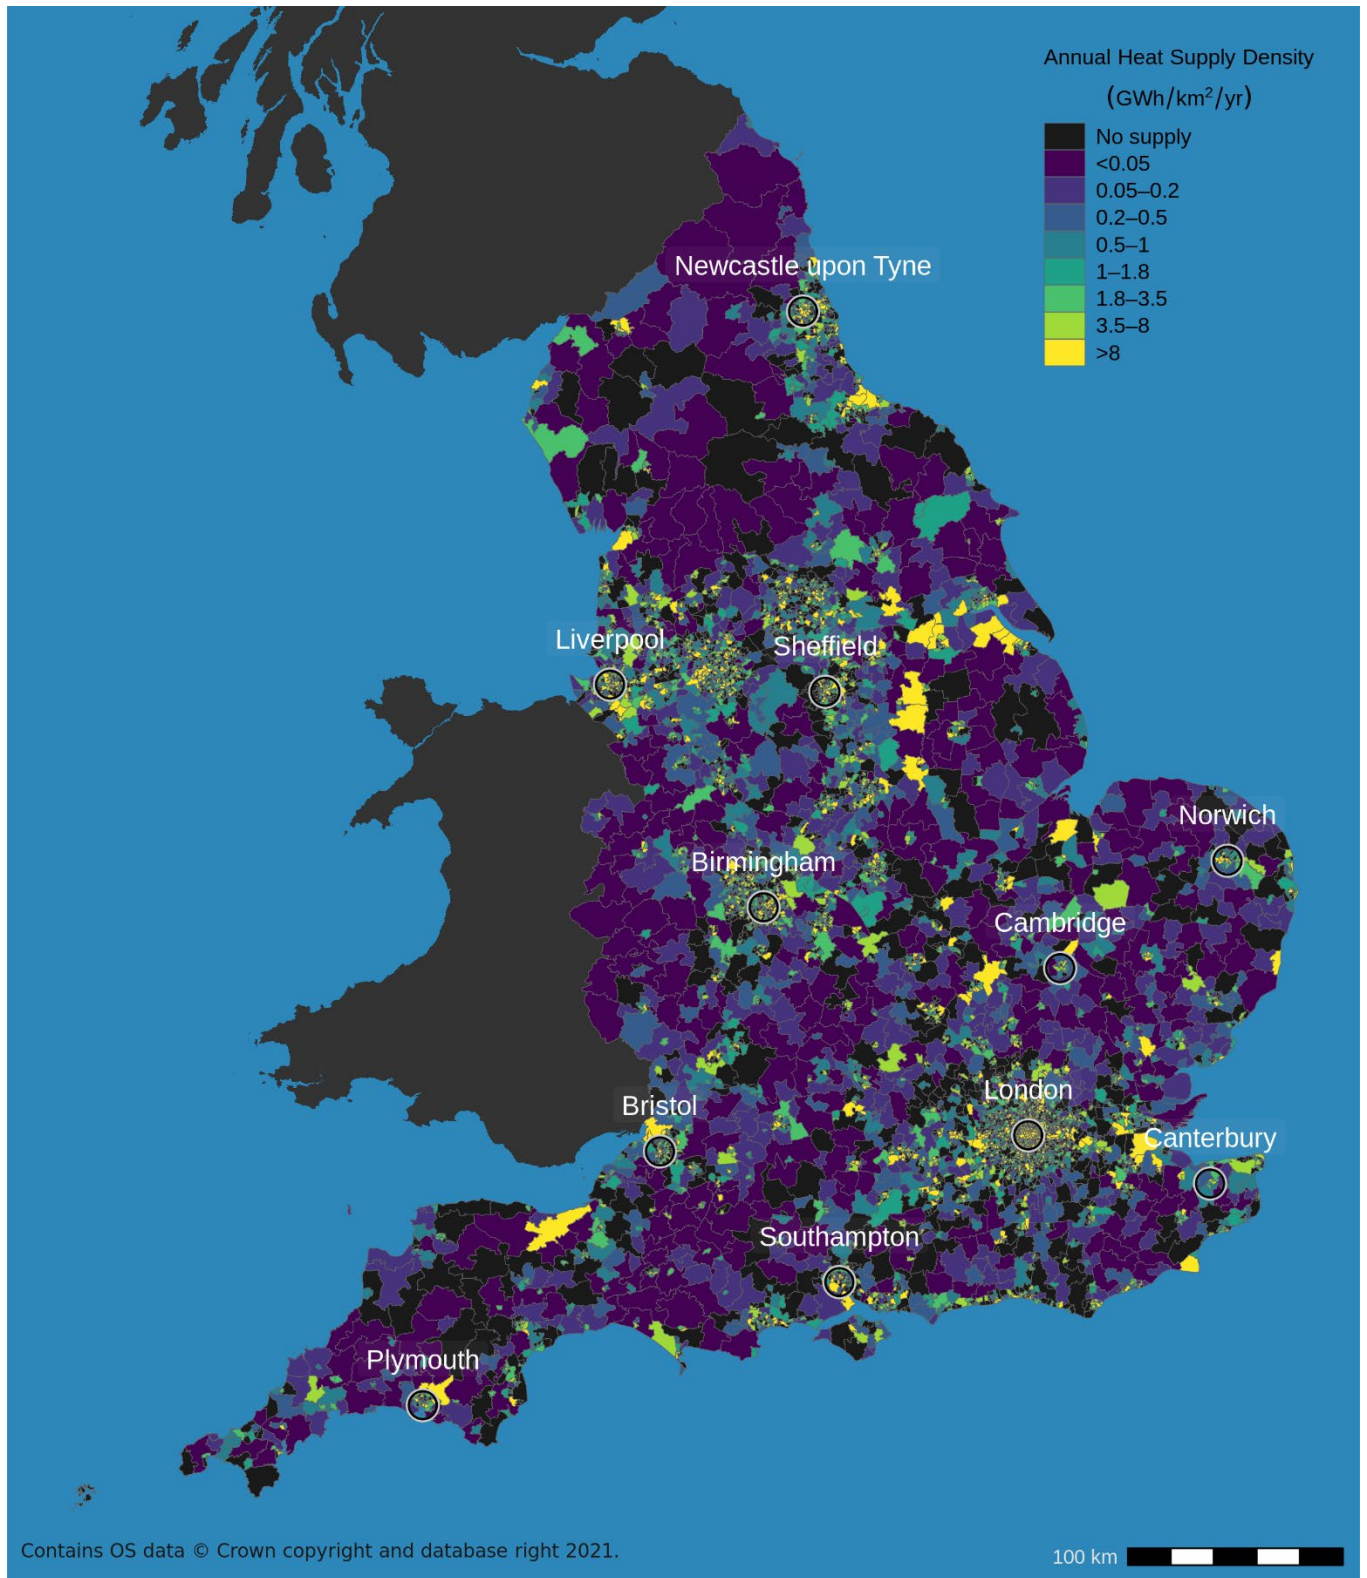 Annual Heat Supply Density
(GWh/km²/yr)
No supply
<0.05
0.05–0.2
0.2–0.5
0.5–1
1–1.8
1.8–3.5
3.5–8
>8
Newcastle upon Tyne
Liverpool
Sheffield
Norwich
Birmingham
Cambridge
London
Bristol
Canterbury
Southampton
Plymouth
Contains OS data © Crown copyright and database right 2021.
100 km